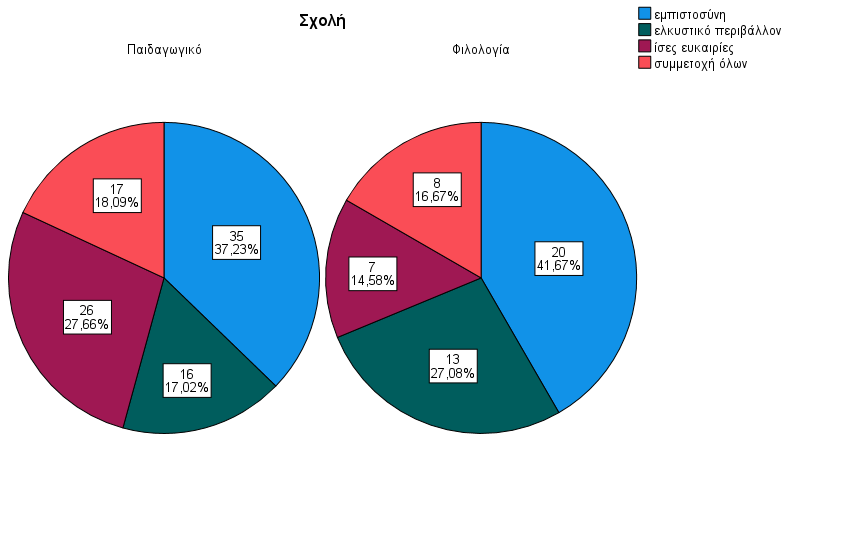 Σχολή
εμπιστοσύνη
ελκυστικό περιβάλλον
ίσες ευκαιρίες
συμμετοχή όλων
Παιδαγωγικό
Φιλολογία
17
18,09%
35
37,23%
26
27,66%
16
17,02%
8
16,67%
20
41,67%
7
14,58%
13
27,08%